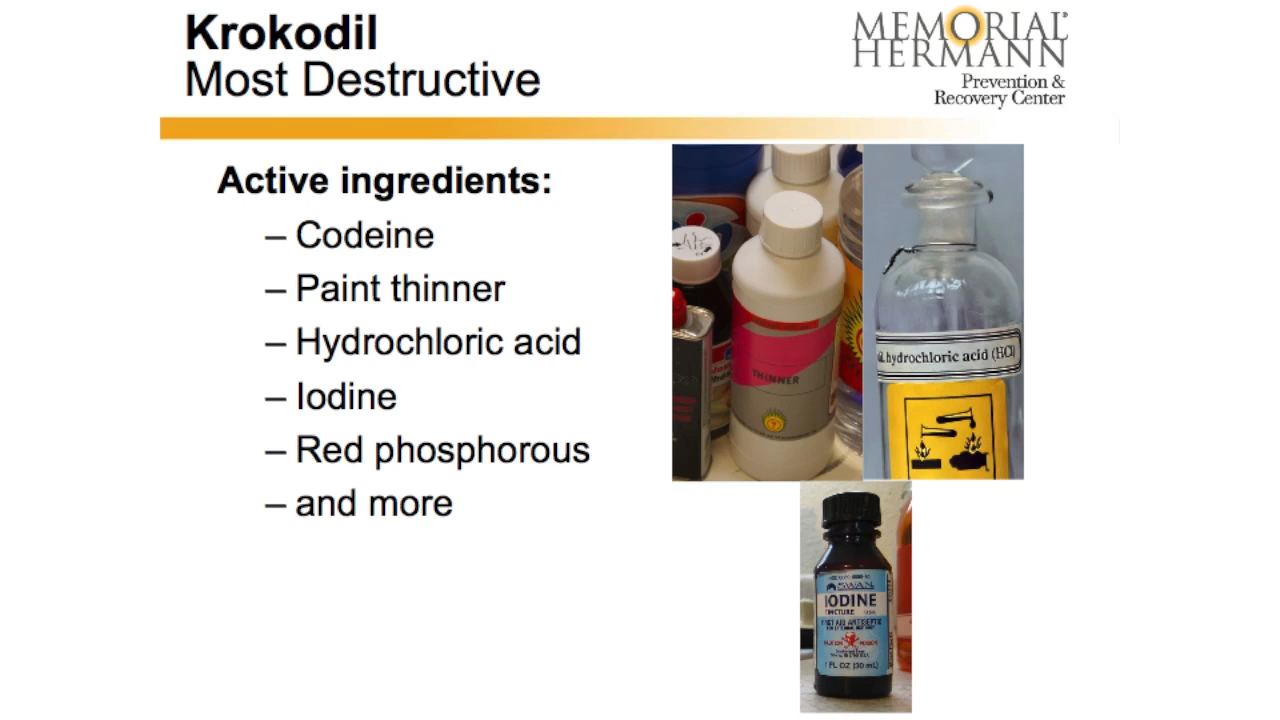 Krokodil
Most Destructive
MEMORIAL®
HERMANN
Prevention &
Recovery Center
Active ingredients:
– Codeine
– Paint thinner
– Hydrochloric acid
– Iodine
– Red phosphorous
– and more
THINNER
hydrochloric acid (HCl)
SWAN
IODINE
TINCTURE
FIRST AID ANTISEPTIC
1 FL OZ (30 mL)